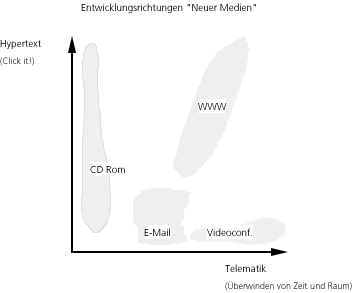 Entwicklungsrichtungen "Neuer Medien"
Hypertext
(Click it!)
WWW
CD Rom
E-Mail
Videoconf.
Telematik
(Überwinden von Zeit und Raum)